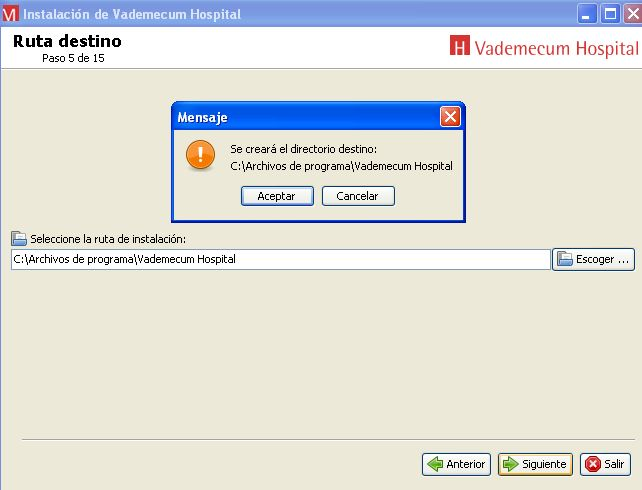 Instalación de Vademecum Hospital
Ruta destino
Paso 5 de 15
H Vademecum Hospital
Mensaje
Se creará el directorio destino:
C:\Archivos de programa\Vademecum Hospital
Aceptar
Cancelar
Seleccione la ruta de instalación:
C:\Archivos de programa\Vademecum Hospital
Escoger ...
Anterior
Siguiente
Salir